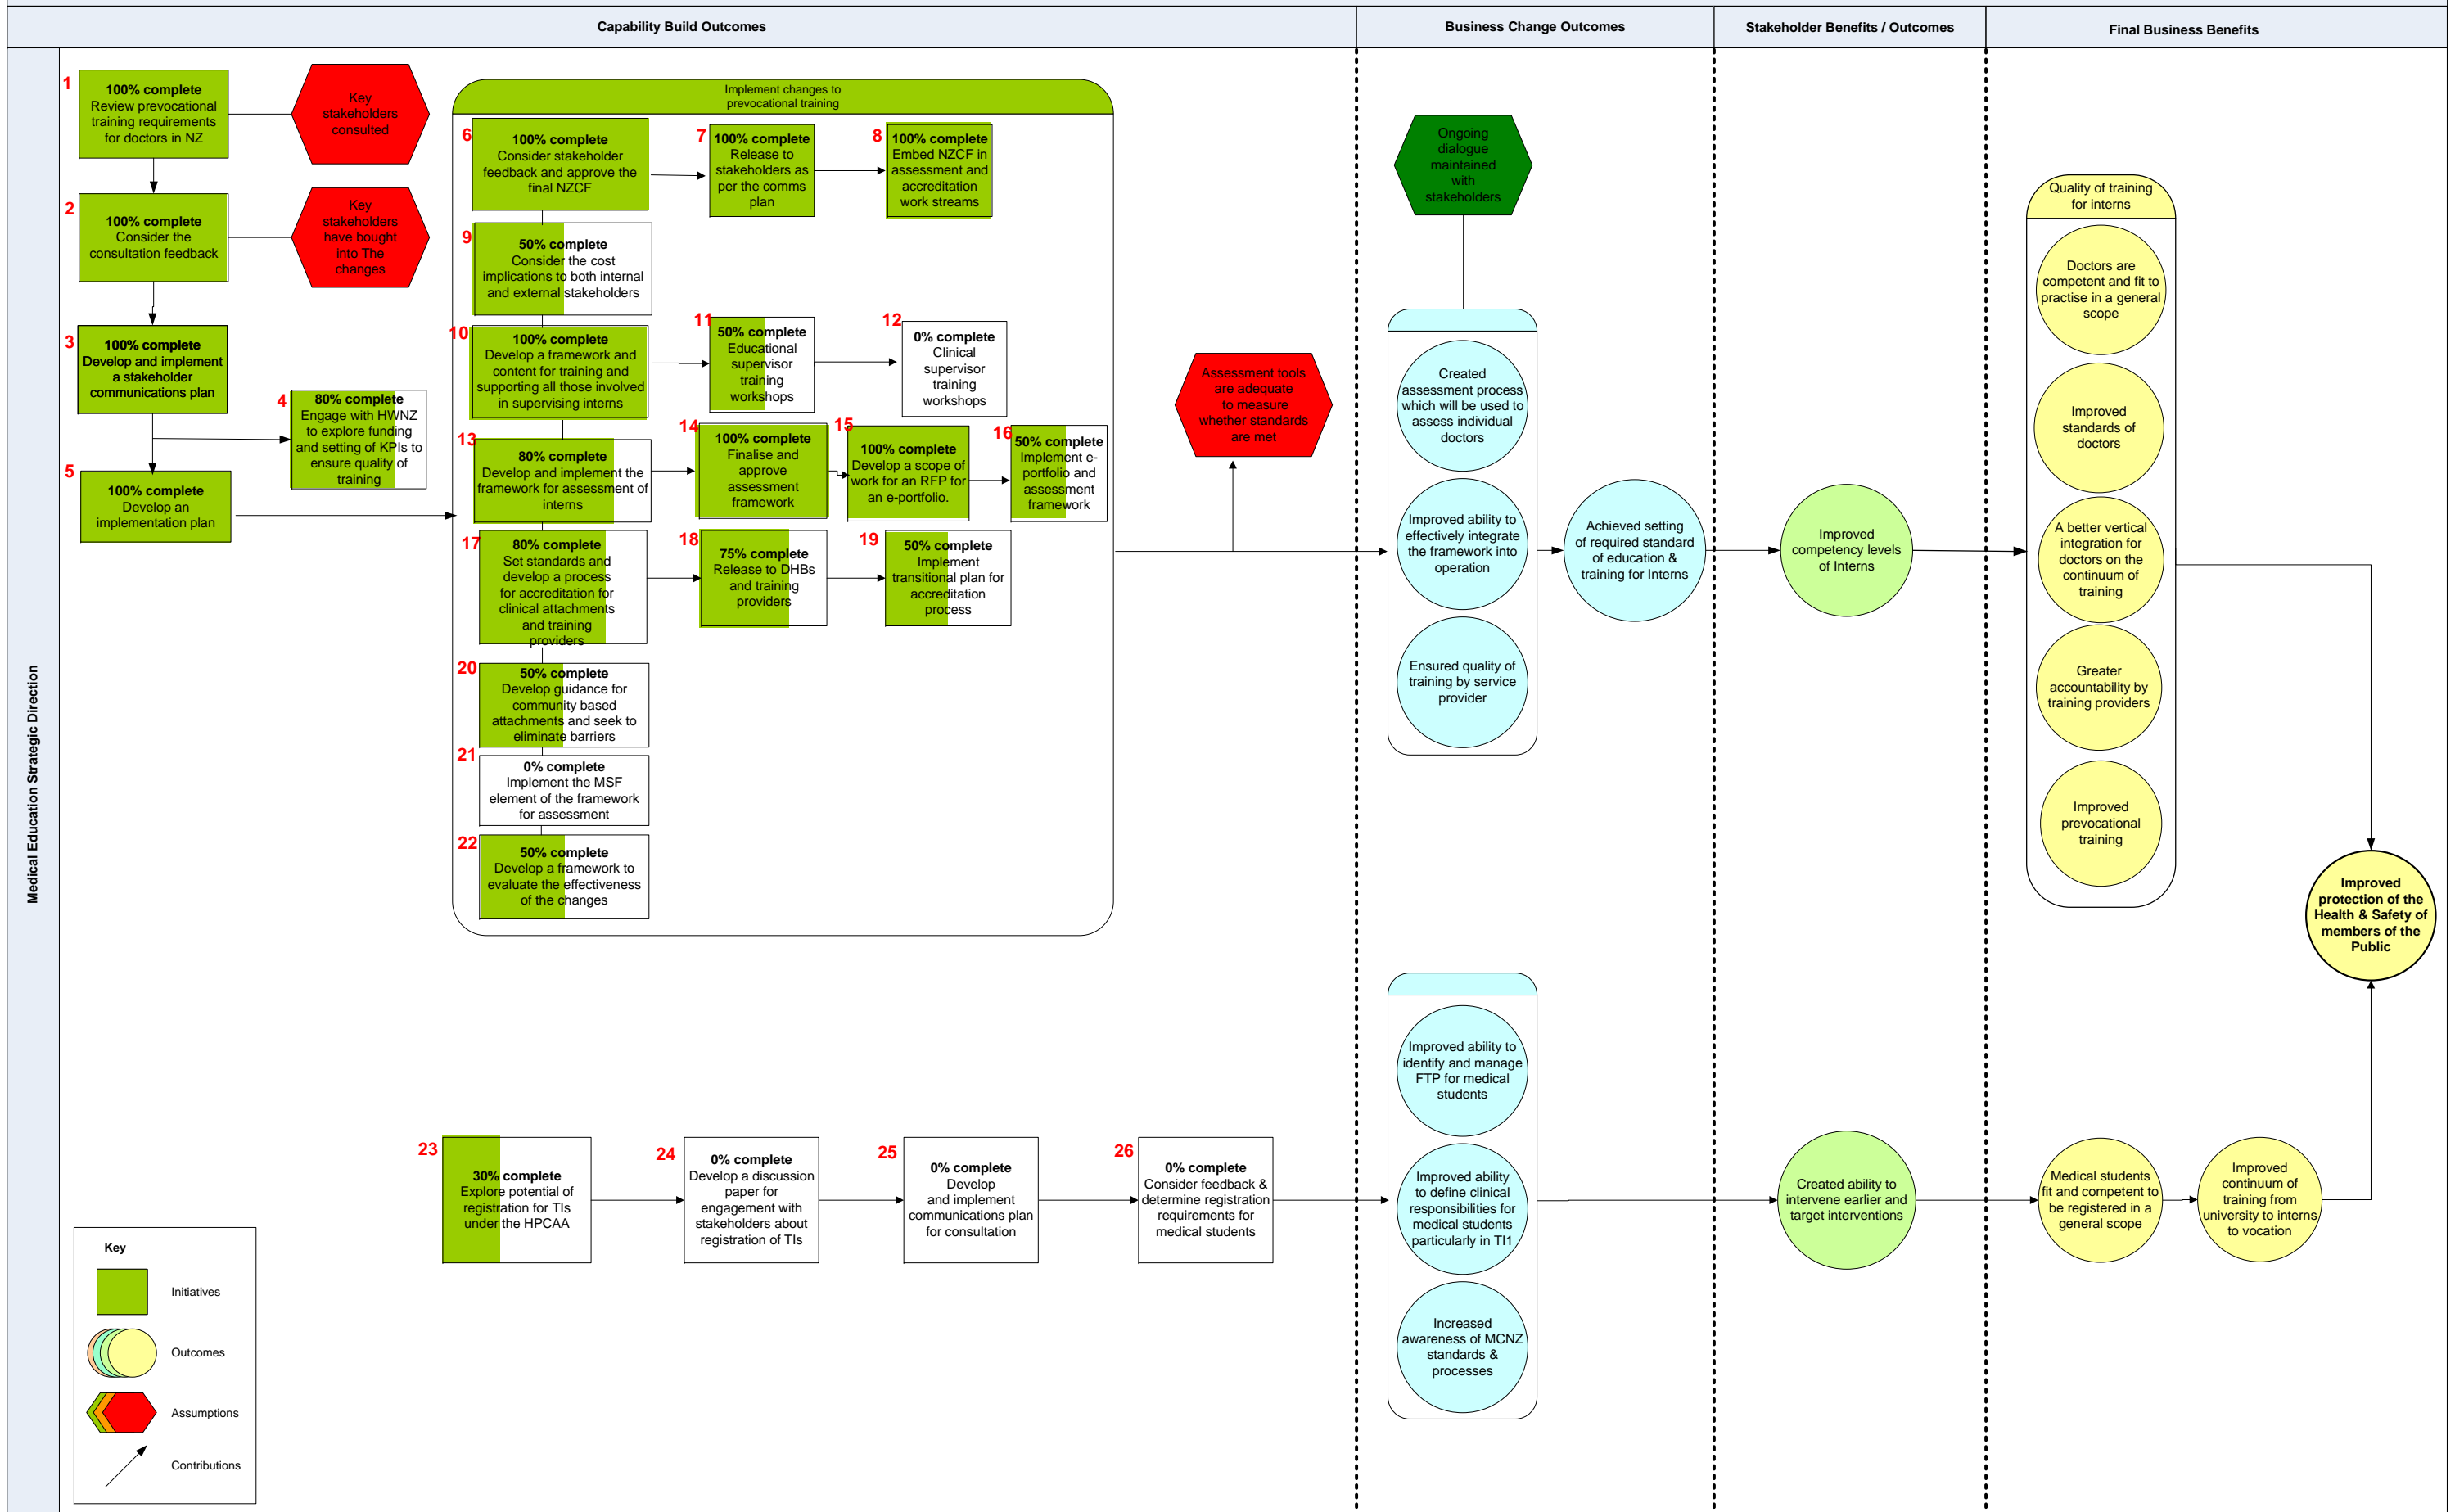 Capability Build Outcomes
Business Change Outcomes
Stakeholder Benefits / Outcomes
Final Business Benefits
Medical Education Strategic Direction
1
100% complete
Review prevocational
training requirements
for doctors in NZ
Key
stakeholders
consulted
2
100% complete
Consider the
consultation feedback
Key
stakeholders
have bought
into The
changes
3
100% complete
Develop and implement
a stakeholder
communications plan
4
80% complete
Engage with HWNZ
to explore funding
and setting of KPIs to
ensure quality of
training
5
100% complete
Develop an
implementation plan
Implement changes to
prevocational training
6
100% complete
Consider stakeholder
feedback and approve the
final NZCF
7
100% complete
Release to
stakeholders as
per the comms
plan
8
100% complete
Embed NZCF in
assessment and
accreditation
work streams
9
50% complete
Consider the cost
implications to both internal
and external stakeholders
10
100% complete
Develop a framework and
content for training and
supporting all those involved
in supervising interns
11
50% complete
Educational
supervisor
training
workshops
12
0% complete
Clinical
supervisor
training
workshops
13
80% complete
Develop and implement the
framework for assessment of
interns
14
100% complete
Finalise and
approve
assessment
framework
15
100% complete
Develop a scope of
work for an RFP for
an e-portfolio.
16
50% complete
Implement e-
portfolio and
assessment
framework
17
80% complete
Set standards and
develop a process
for accreditation for
clinical attachments
and training
providers
18
75% complete
Release to DHBs
and training
providers
19
50% complete
Implement
transitional plan for
accreditation
process
20
50% complete
Develop guidance for
community based
attachments and seek to
eliminate barriers
21
0% complete
Implement the MSF
element of the framework
for assessment
22
50% complete
Develop a framework to
evaluate the effectiveness
of the changes
Assessment tools
are adequate
to measure
whether standards
are met
Ongoing
dialogue
maintained
with
stakeholders
Created
assessment process
which will be used to
assess individual
doctors
Improved ability to
effectively integrate
the framework into
operation
Ensured quality of
training by service
provider
Achieved setting
of required standard
of education &
training for Interns
Improved
competency levels
of Interns
Quality of training
for interns
Doctors are
competent and fit to
practise in a general
scope
Improved
standards of
doctors
A better vertical
integration for
doctors on the
continuum of
training
Greater
accountability by
training providers
Improved
prevocational
training
Improved
protection of the
Health & Safety of
members of the
Public
23
30% complete
Explore potential of
registration for TIs
under the HPCAA
24
0% complete
Develop a discussion
paper for
engagement with
stakeholders about
registration of TIs
25
0% complete
Develop
and implement
communications plan
for consultation
26
0% complete
Consider feedback &
determine registration
requirements for
medical students
Improved ability to
identify and manage
FTP for medical
students
Improved ability
to define clinical
responsibilities for
medical students
particularly in TI1
Increased
awareness of MCNZ
standards &
processes
Created ability to
intervene earlier and
target interventions
Medical students
fit and competent to
be registered in a
general scope
Improved
continuum of
training from
university to interns
to vocation
Key
Initiatives
Outcomes
Assumptions
Contributions